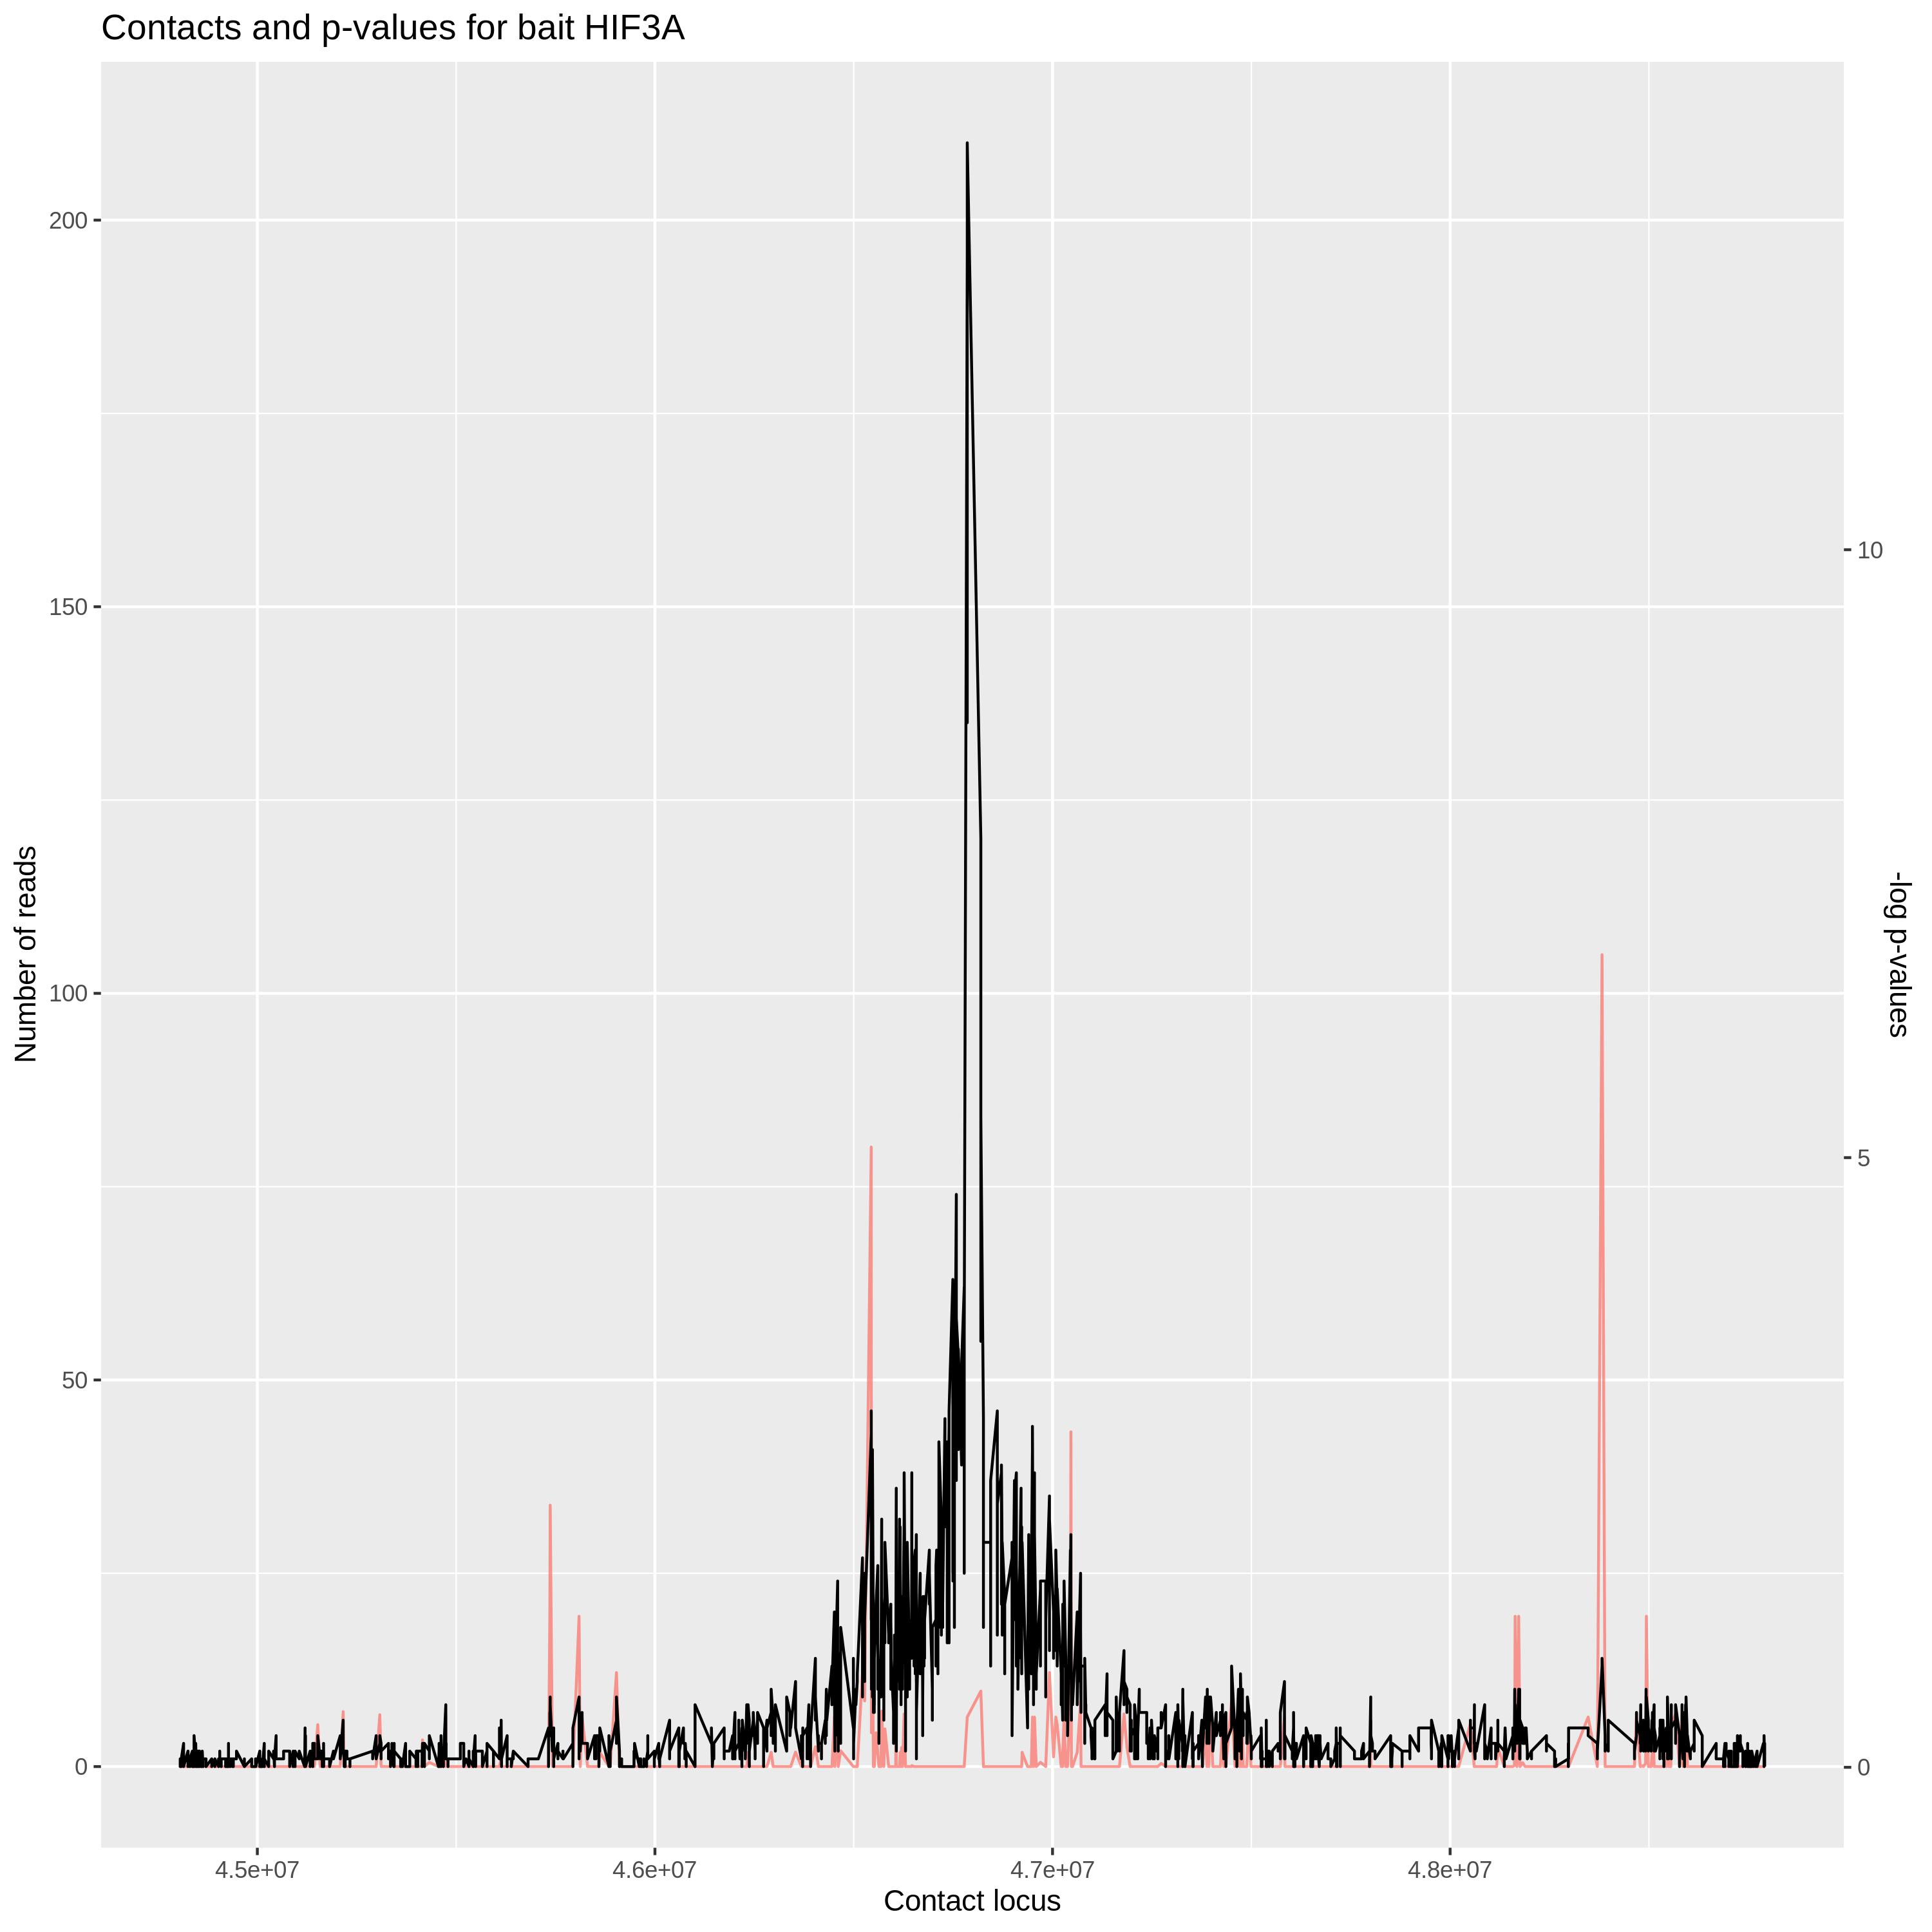 Contacts and p-values for bait HIF3A
200
150
100
50
0
Number of reads
10
5
0
-log p-values
4.5e+07
4.6e+07
4.7e+07
4.8e+07
Contact locus